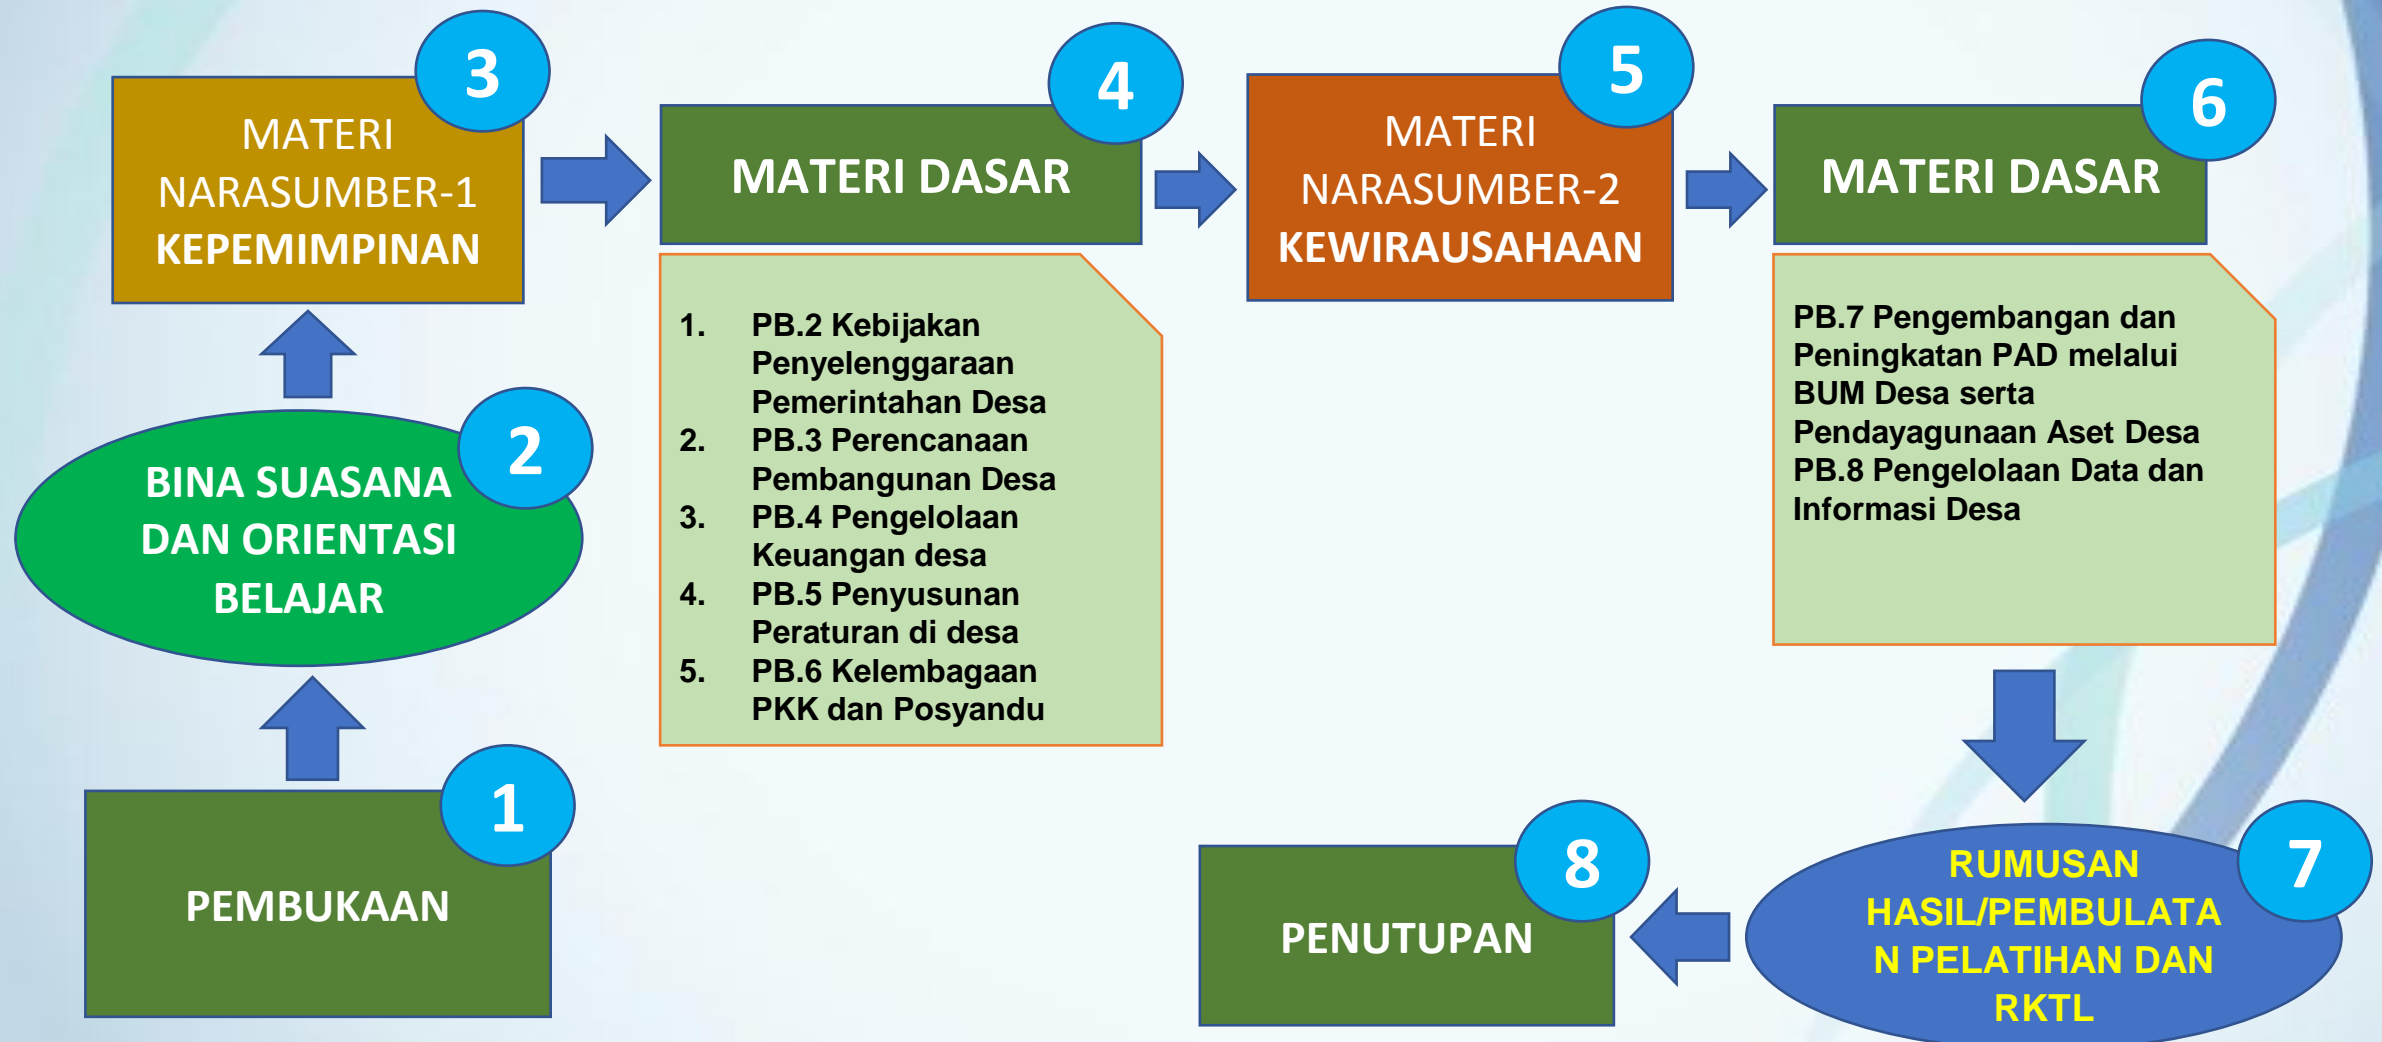 3
MATERI
NARASUMBER-1
KEPEMIMPINAN
4
MATERI DASAR
1. PB.2 Kebijakan
Penyelenggaraan
Pemerintahan Desa
2. PB.3 Perencanaan
Pembangunan Desa
3. PB.4 Pengelolaan
Keuangan desa
4. PB.5 Penyusunan
Peraturan di desa
5. PB.6 Kelembagaan
PKK dan Posyandu
5
MATERI
NARASUMBER-2
KEWIRAUSAHAAN
6
MATERI DASAR
PB.7 Pengembangan dan
Peningkatan PAD melalui
BUM Desa serta
Pendayagunaan Aset Desa
PB.8 Pengelolaan Data dan
Informasi Desa
2
BINA SUASANA
DAN ORIENTASI
BELAJAR
1
PEMBUKAAN
8
PENUTUPAN
7
RUMUSAN
HASIL/PEMBULATA
N PELATIHAN DAN
RKTL